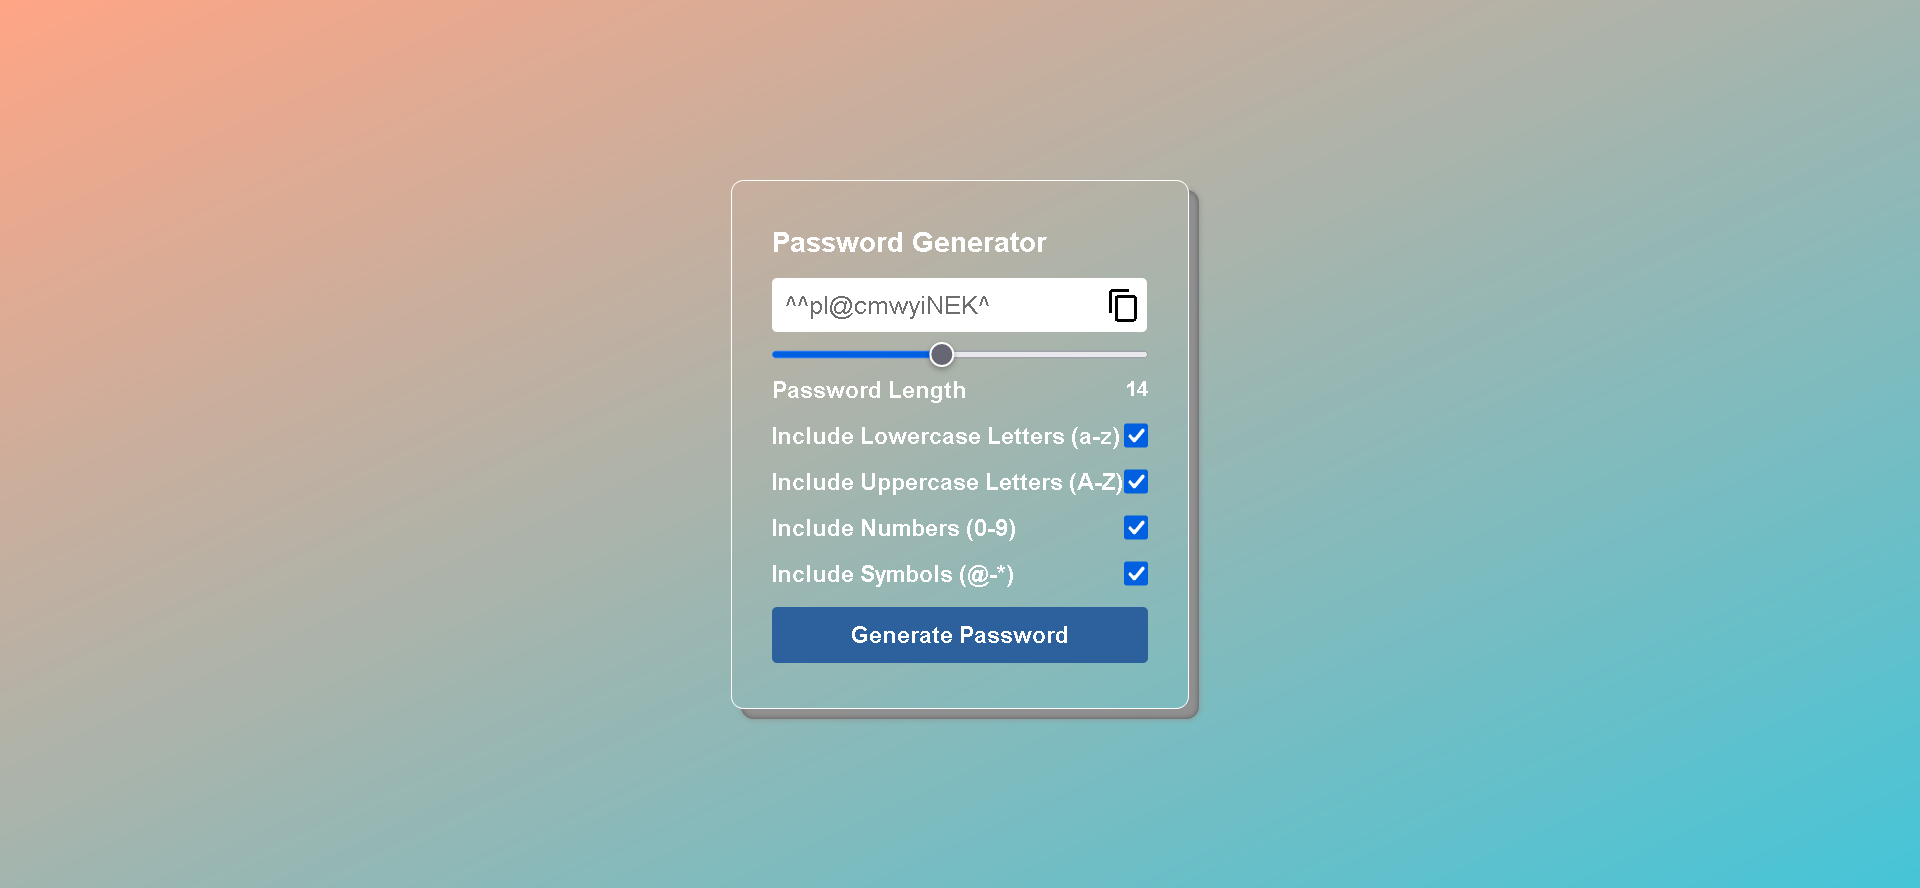 Password Generator
^^pl@cmwyiNEK^
Password Length 14
Include Lowercase Letters (a-z)
Include Uppercase Letters (A-Z)
Include Numbers (0-9)
Include Symbols (@-*)
Generate Password